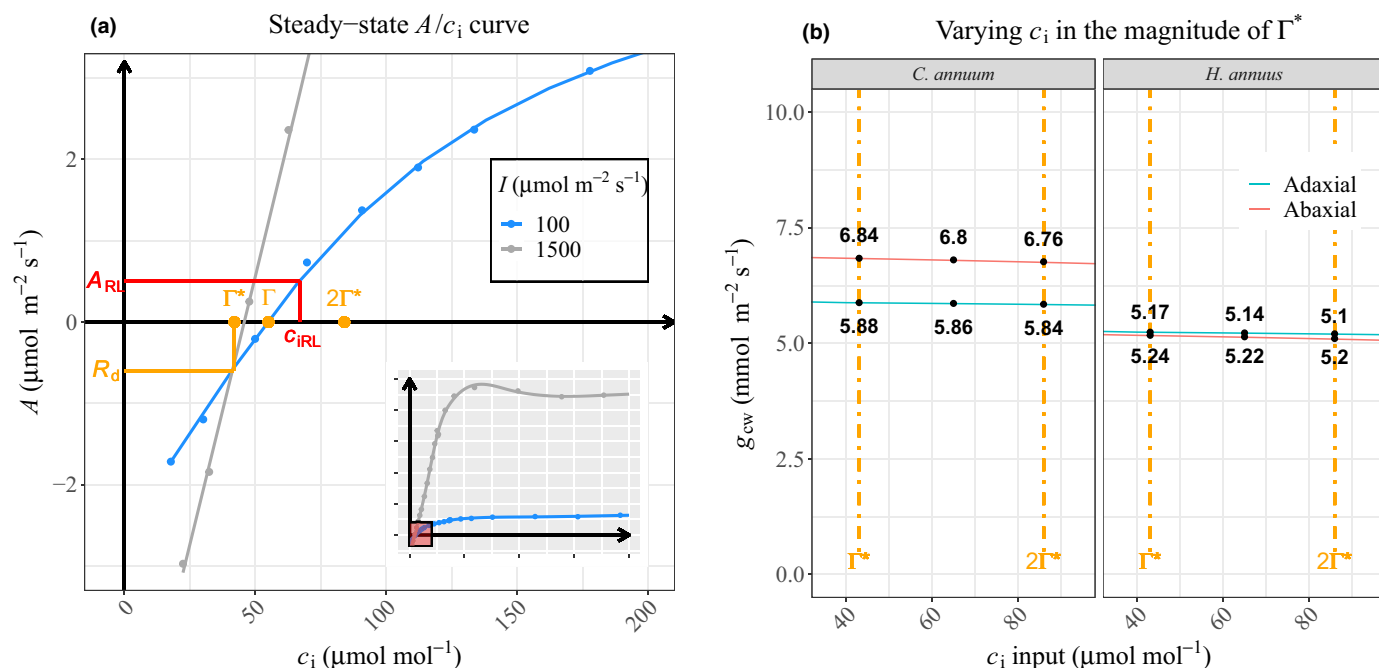 (a)
Steady−state A/ci curve
A (μmol m−2 s−1)
2
0
−2
ARL
Rd
Γ*
Γ
2Γ*
ciRL
I (μmol m−2 s−1)
100
1500
0
50
100
150
200
ci (μmol mol−1)
(b)
Varying ci in the magnitude of Γ*
C. annuum
H. annuus
gcw (mmol m−2 s−1)
10.0
7.5
5.0
2.5
0.0
6.84
6.8
6.76
5.88
5.86
5.84
Γ*
2Γ*
Adaxial
Abaxial
5.17
5.14
5.1
5.24
5.22
5.2
Γ*
2Γ*
40
60
80
40
60
80
ci input (μmol mol−1)